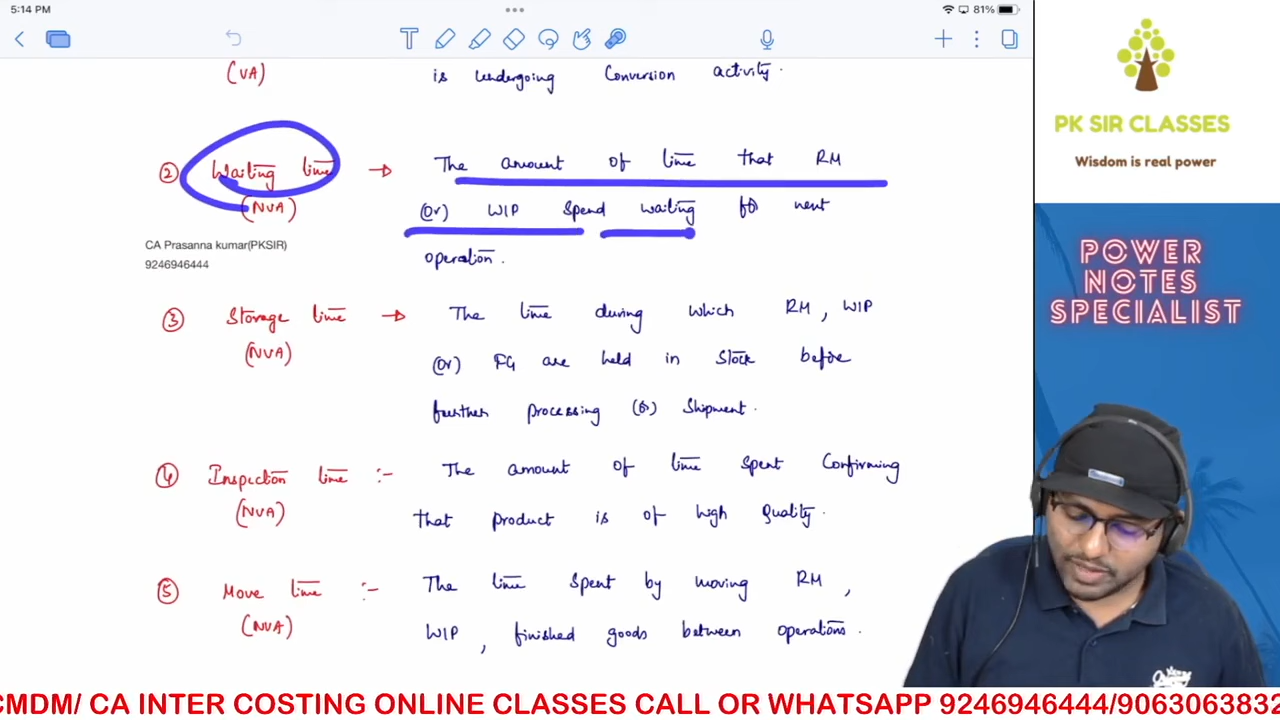 5:14 PM
81%
(VA)
is undergoing Conversion activity.
② Waiting time → The amount of time that RM
(NVA) (or) WIP Spend waiting for next
CA Prasanna kumar(PKSIR)
9246946444
operation.
③ Storage time → The time during which RM, WIP
(NVA) (or) FG are held in Stock before
further processing (or) Shipment.
④ Inspection time :- The amount of time Spent Confirming
(NVA) that product is of high Quality.
⑤ Move time :- The time Spent by moving RM,
(NVA) WIP, finished goods between operations.
PK SIR CLASSES
Wisdom is real power
POWER
NOTES
SPECIALIST
CMDM/ CA INTER COSTING ONLINE CLASSES CALL OR WHATSAPP 9246946444/9063063832